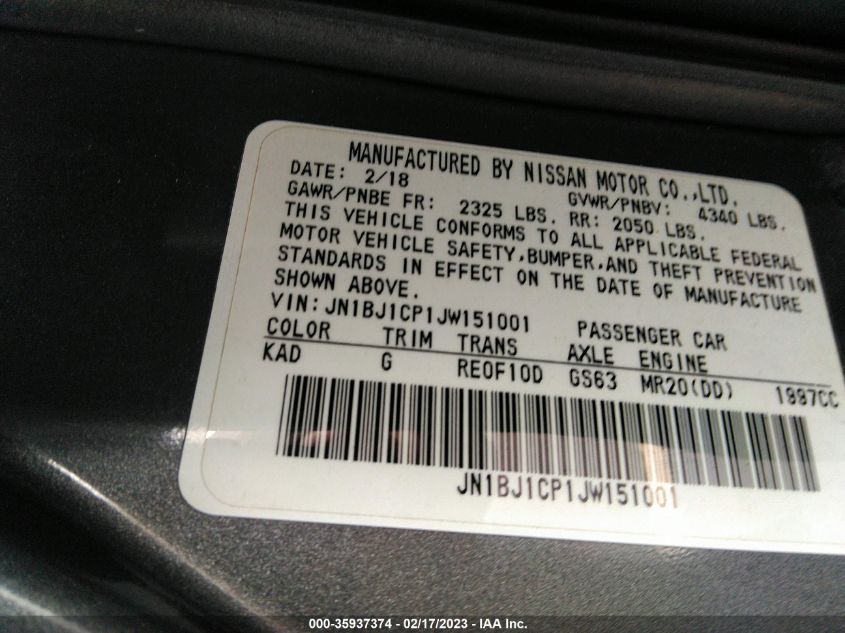 MANUFACTURED BY NISSAN MOTOR CO.,LTD.
DATE: 2/18 GVWR/PNBV: 4340 LBS.
GAWR/PNBE FR: 2325 LBS. RR: 2050 LBS.
THIS VEHICLE CONFORMS TO ALL APPLICABLE FEDERAL
MOTOR VEHICLE SAFETY,BUMPER,AND THEFT PREVENTION
STANDARDS IN EFFECT ON THE DATE OF MANUFACTURE
SHOWN ABOVE.
VIN: JN1BJ1CP1JW151001 PASSENGER CAR
COLOR TRIM TRANS AXLE ENGINE
KAD G RE0F10D GS63 MR20(DD) 1997CC
JN1BJ1CP1JW151001
000-35937374 — 02/17/2023 - IAA Inc.